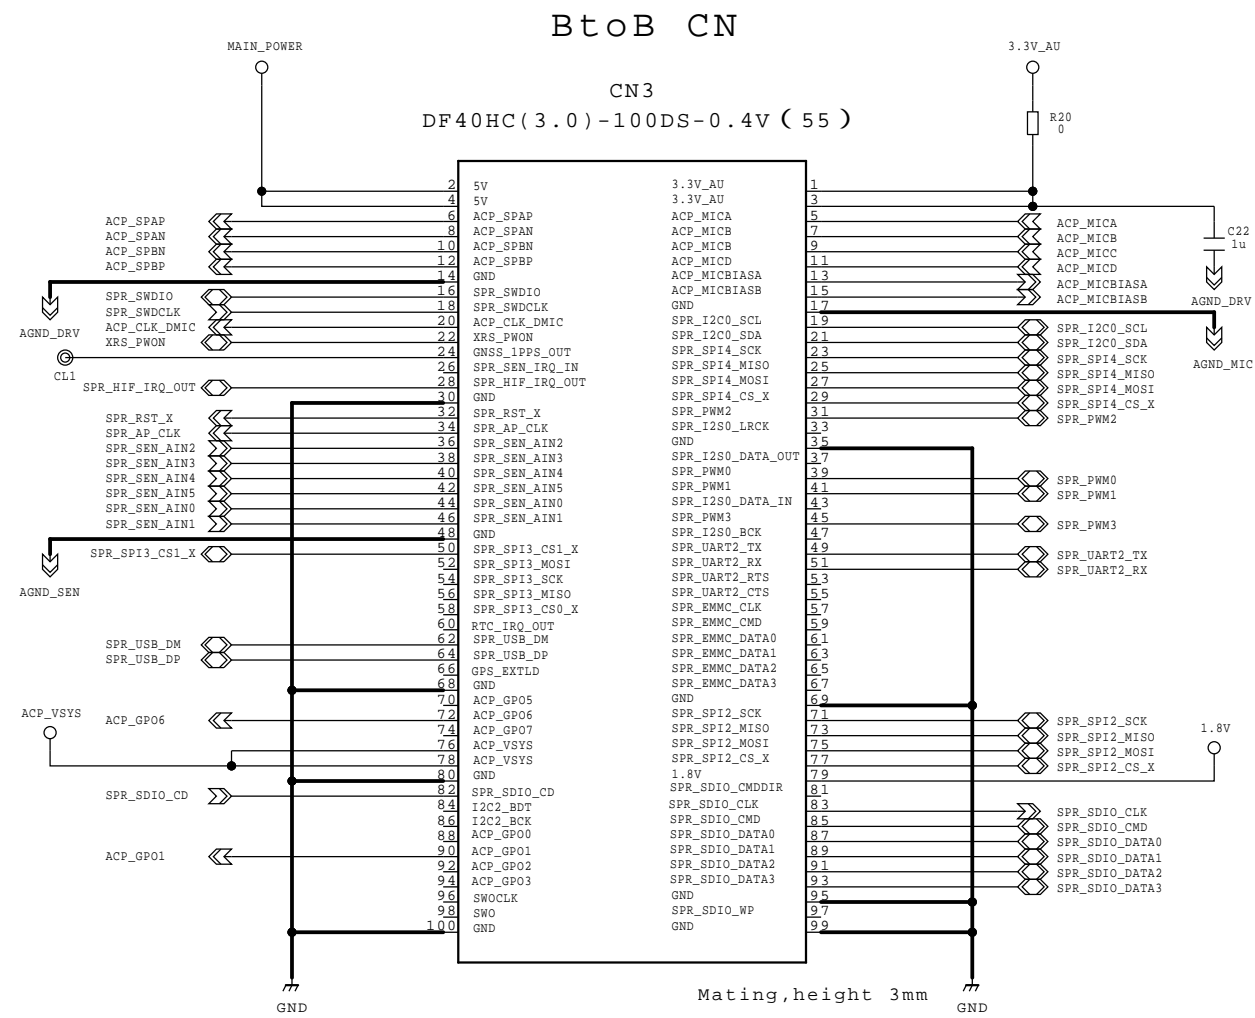 BtoB CN
MAIN_POWER
3.3V_AU
CN3
DF40HC(3.0)-100DS-0.4V(55)
R20
0
2 5V 3.3V_AU 1
4 5V 3.3V_AU 3
ACP_SPAP 6 ACP_SPAP ACP_MICA 5 ACP_MICA
ACP_SPAN 8 ACP_SPAN ACP_MICB 7 ACP_MICB
ACP_SPBN 10 ACP_SPBN ACP_MICB 9 ACP_MICC
ACP_SPBP 12 ACP_SPBP ACP_MICD 11 ACP_MICD
C22
1u
14 GND ACP_MICBIASA 13 ACP_MICBIASA
SPR_SWDIO 16 SPR_SWDIO ACP_MICBIASB 15 ACP_MICBIASB
AGND_DRV
SPR_SWDCLK 18 SPR_SWDCLK GND 17
ACP_CLK_DMIC 20 ACP_CLK_DMIC SPR_I2C0_SCL 19 SPR_I2C0_SCL
AGND_DRV
XRS_PWON 22 XRS_PWON SPR_I2C0_SDA 21 SPR_I2C0_SDA
24 GNSS_1PPS_OUT SPR_SPI4_SCK 23 SPR_SPI4_SCK
AGND_MIC
CL1
26 SPR_SEN_IRQ_IN SPR_SPI4_MISO 25 SPR_SPI4_MISO
SPR_HIF_IRQ_OUT 28 SPR_HIF_IRQ_OUT SPR_SPI4_MOSI 27 SPR_SPI4_MOSI
30 GND SPR_SPI4_CS_X 29 SPR_SPI4_CS_X
SPR_RST_X 32 SPR_RST_X SPR_PWM2 31 SPR_PWM2
SPR_AP_CLK 34 SPR_AP_CLK SPR_I2S0_LRCK 33
SPR_SEN_AIN2 36 SPR_SEN_AIN2 GND 35
SPR_SEN_AIN3 38 SPR_SEN_AIN3 SPR_I2S0_DATA_OUT 37
SPR_SEN_AIN4 40 SPR_SEN_AIN4 SPR_PWM0 39 SPR_PWM0
SPR_SEN_AIN5 42 SPR_SEN_AIN5 SPR_PWM1 41 SPR_PWM1
SPR_SEN_AIN0 44 SPR_SEN_AIN0 SPR_I2S0_DATA_IN 43
SPR_SEN_AIN1 46 SPR_SEN_AIN1 SPR_PWM3 45 SPR_PWM3
48 GND SPR_I2S0_BCK 47
SPR_SPI3_CS1_X 50 SPR_SPI3_CS1_X SPR_UART2_TX 49 SPR_UART2_TX
52 SPR_SPI3_MOSI SPR_UART2_RX 51 SPR_UART2_RX
AGND_SEN
54 SPR_SPI3_SCK SPR_UART2_RTS 53
56 SPR_SPI3_MISO SPR_UART2_CTS 55
58 SPR_SPI3_CS0_X SPR_EMMC_CLK 57
60 RTC_IRQ_OUT SPR_EMMC_CMD 59
SPR_USB_DM 62 SPR_USB_DM SPR_EMMC_DATA0 61
SPR_USB_DP 64 SPR_USB_DP SPR_EMMC_DATA1 63
66 GPS_EXTLD SPR_EMMC_DATA2 65
68 GND SPR_EMMC_DATA3 67
70 ACP_GPO5 GND 69
ACP_VSYS
ACP_GPO6 72 ACP_GPO6 SPR_SPI2_SCK 71 SPR_SPI2_SCK
74 ACP_GPO7 SPR_SPI2_MISO 73 SPR_SPI2_MISO
1.8V
76 ACP_VSYS SPR_SPI2_MOSI 75 SPR_SPI2_MOSI
78 ACP_VSYS SPR_SPI2_CS_X 77 SPR_SPI2_CS_X
80 GND 1.8V 79
SPR_SDIO_CD 82 SPR_SDIO_CD SPR_SDIO_CMDDIR 81
84 I2C2_BDT SPR_SDIO_CLK 83 SPR_SDIO_CLK
86 I2C2_BCK SPR_SDIO_CMD 85 SPR_SDIO_CMD
88 ACP_GPO0 SPR_SDIO_DATA0 87 SPR_SDIO_DATA0
ACP_GPO1 90 ACP_GPO1 SPR_SDIO_DATA1 89 SPR_SDIO_DATA1
92 ACP_GPO2 SPR_SDIO_DATA2 91 SPR_SDIO_DATA2
94 ACP_GPO3 SPR_SDIO_DATA3 93 SPR_SDIO_DATA3
96 SWOCLK GND 95
98 SWO SPR_SDIO_WP 97
100 GND GND 99
Mating,height 3mm
GND
GND